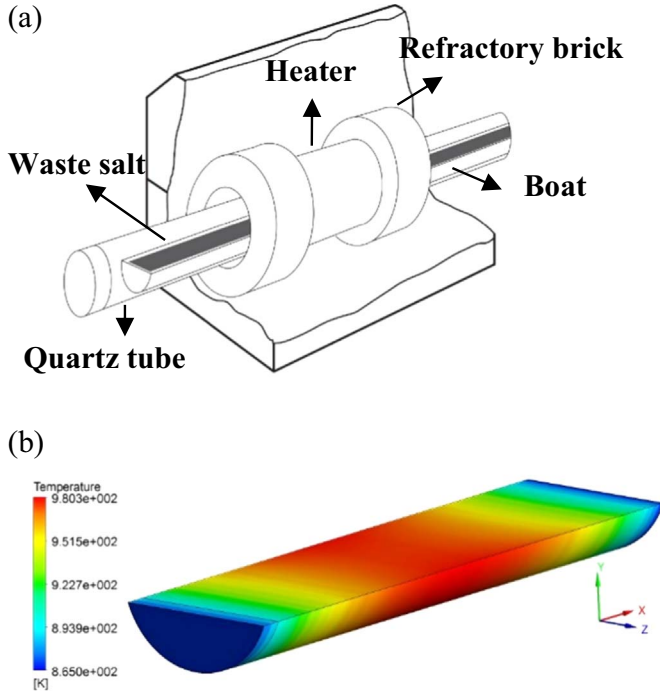 (a)
Refractory brick
Heater
Waste salt
Boat
Quartz tube
(b)
Temperature
9.803e+002
9.515e+002
9.227e+002
8.939e+002
8.650e+002
[K]
Y
X
Z